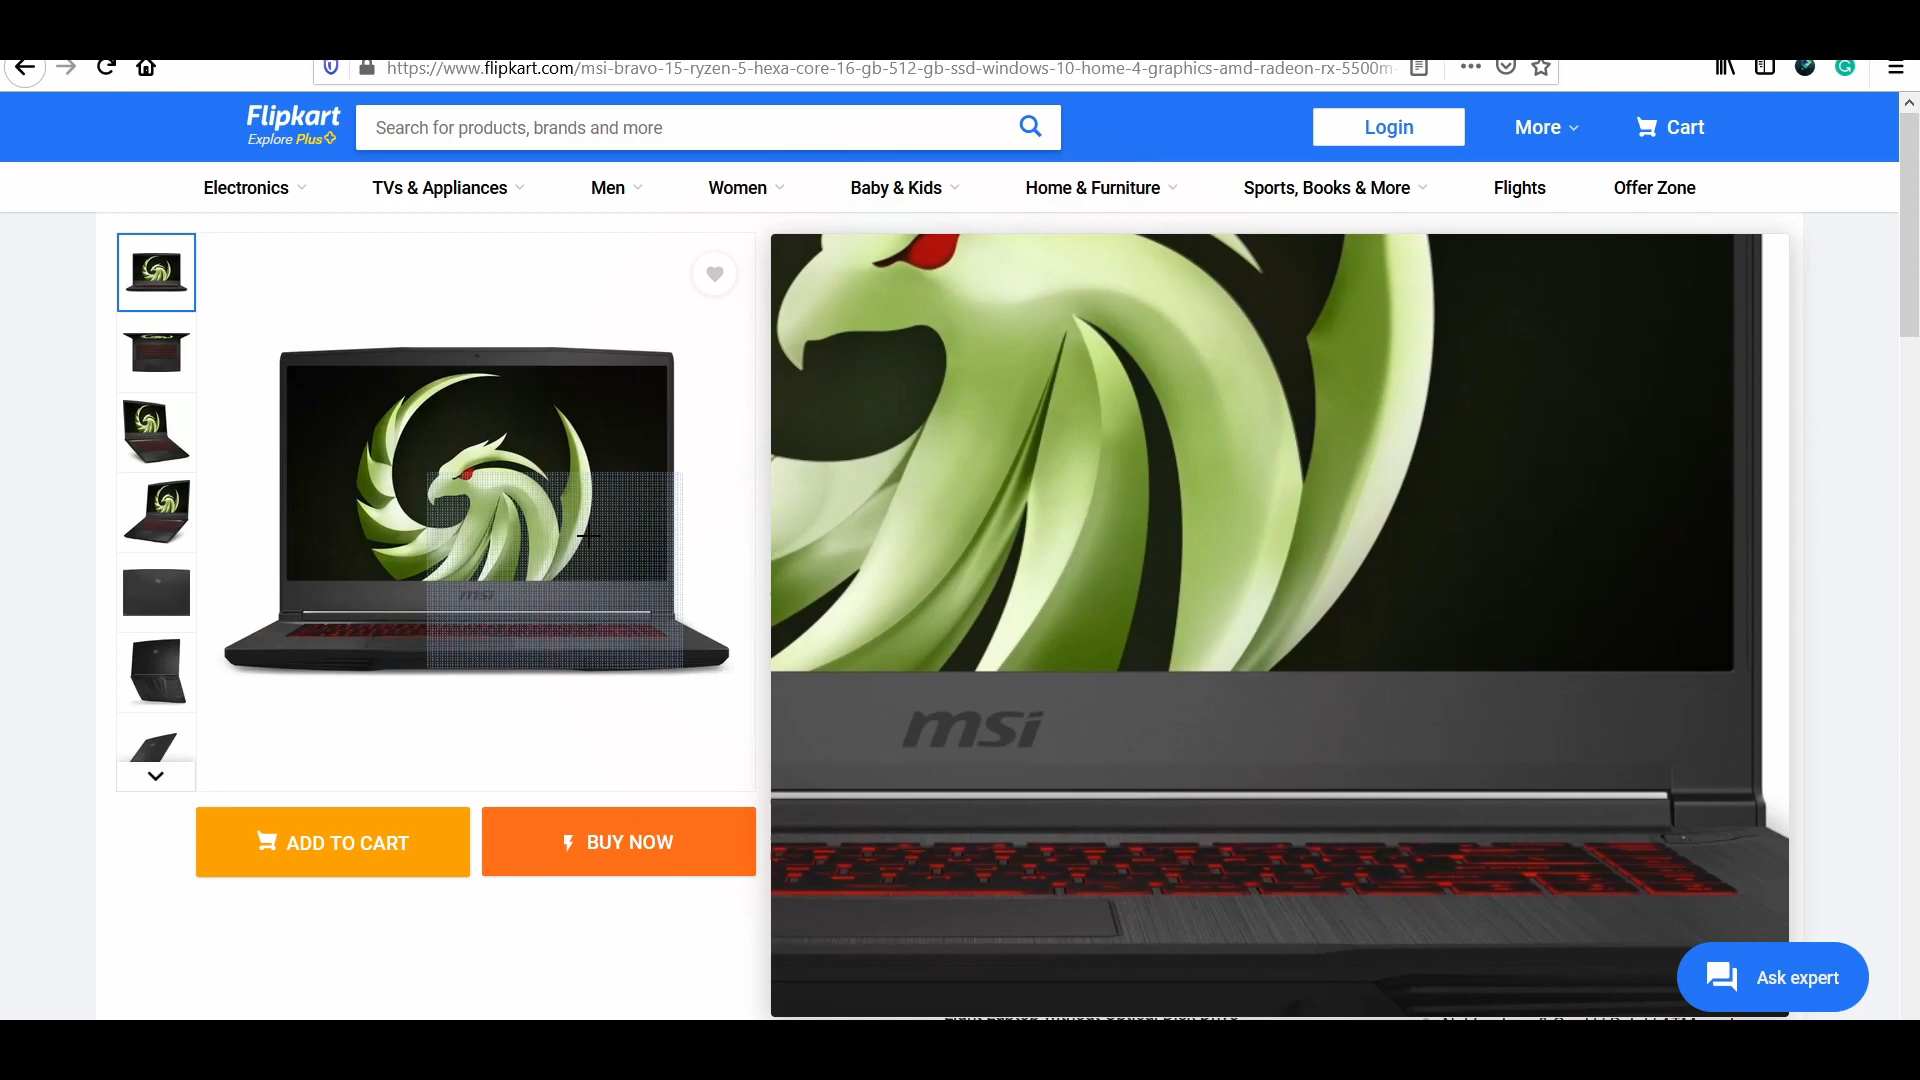 https://www.flipkart.com/msi-bravo-15-ryzen-5-hexa-core-16-gb-512-gb-ssd-windows-10-home-4-graphics-amd-radeon-rx-5500m-
Flipkart
Explore Plus
Search for products, brands and more
Login
More
Cart
Electronics
TVs & Appliances
Men
Women
Baby & Kids
Home & Furniture
Sports, Books & More
Flights
Offer Zone
msi
msi
ADD TO CART
BUY NOW
Ask expert